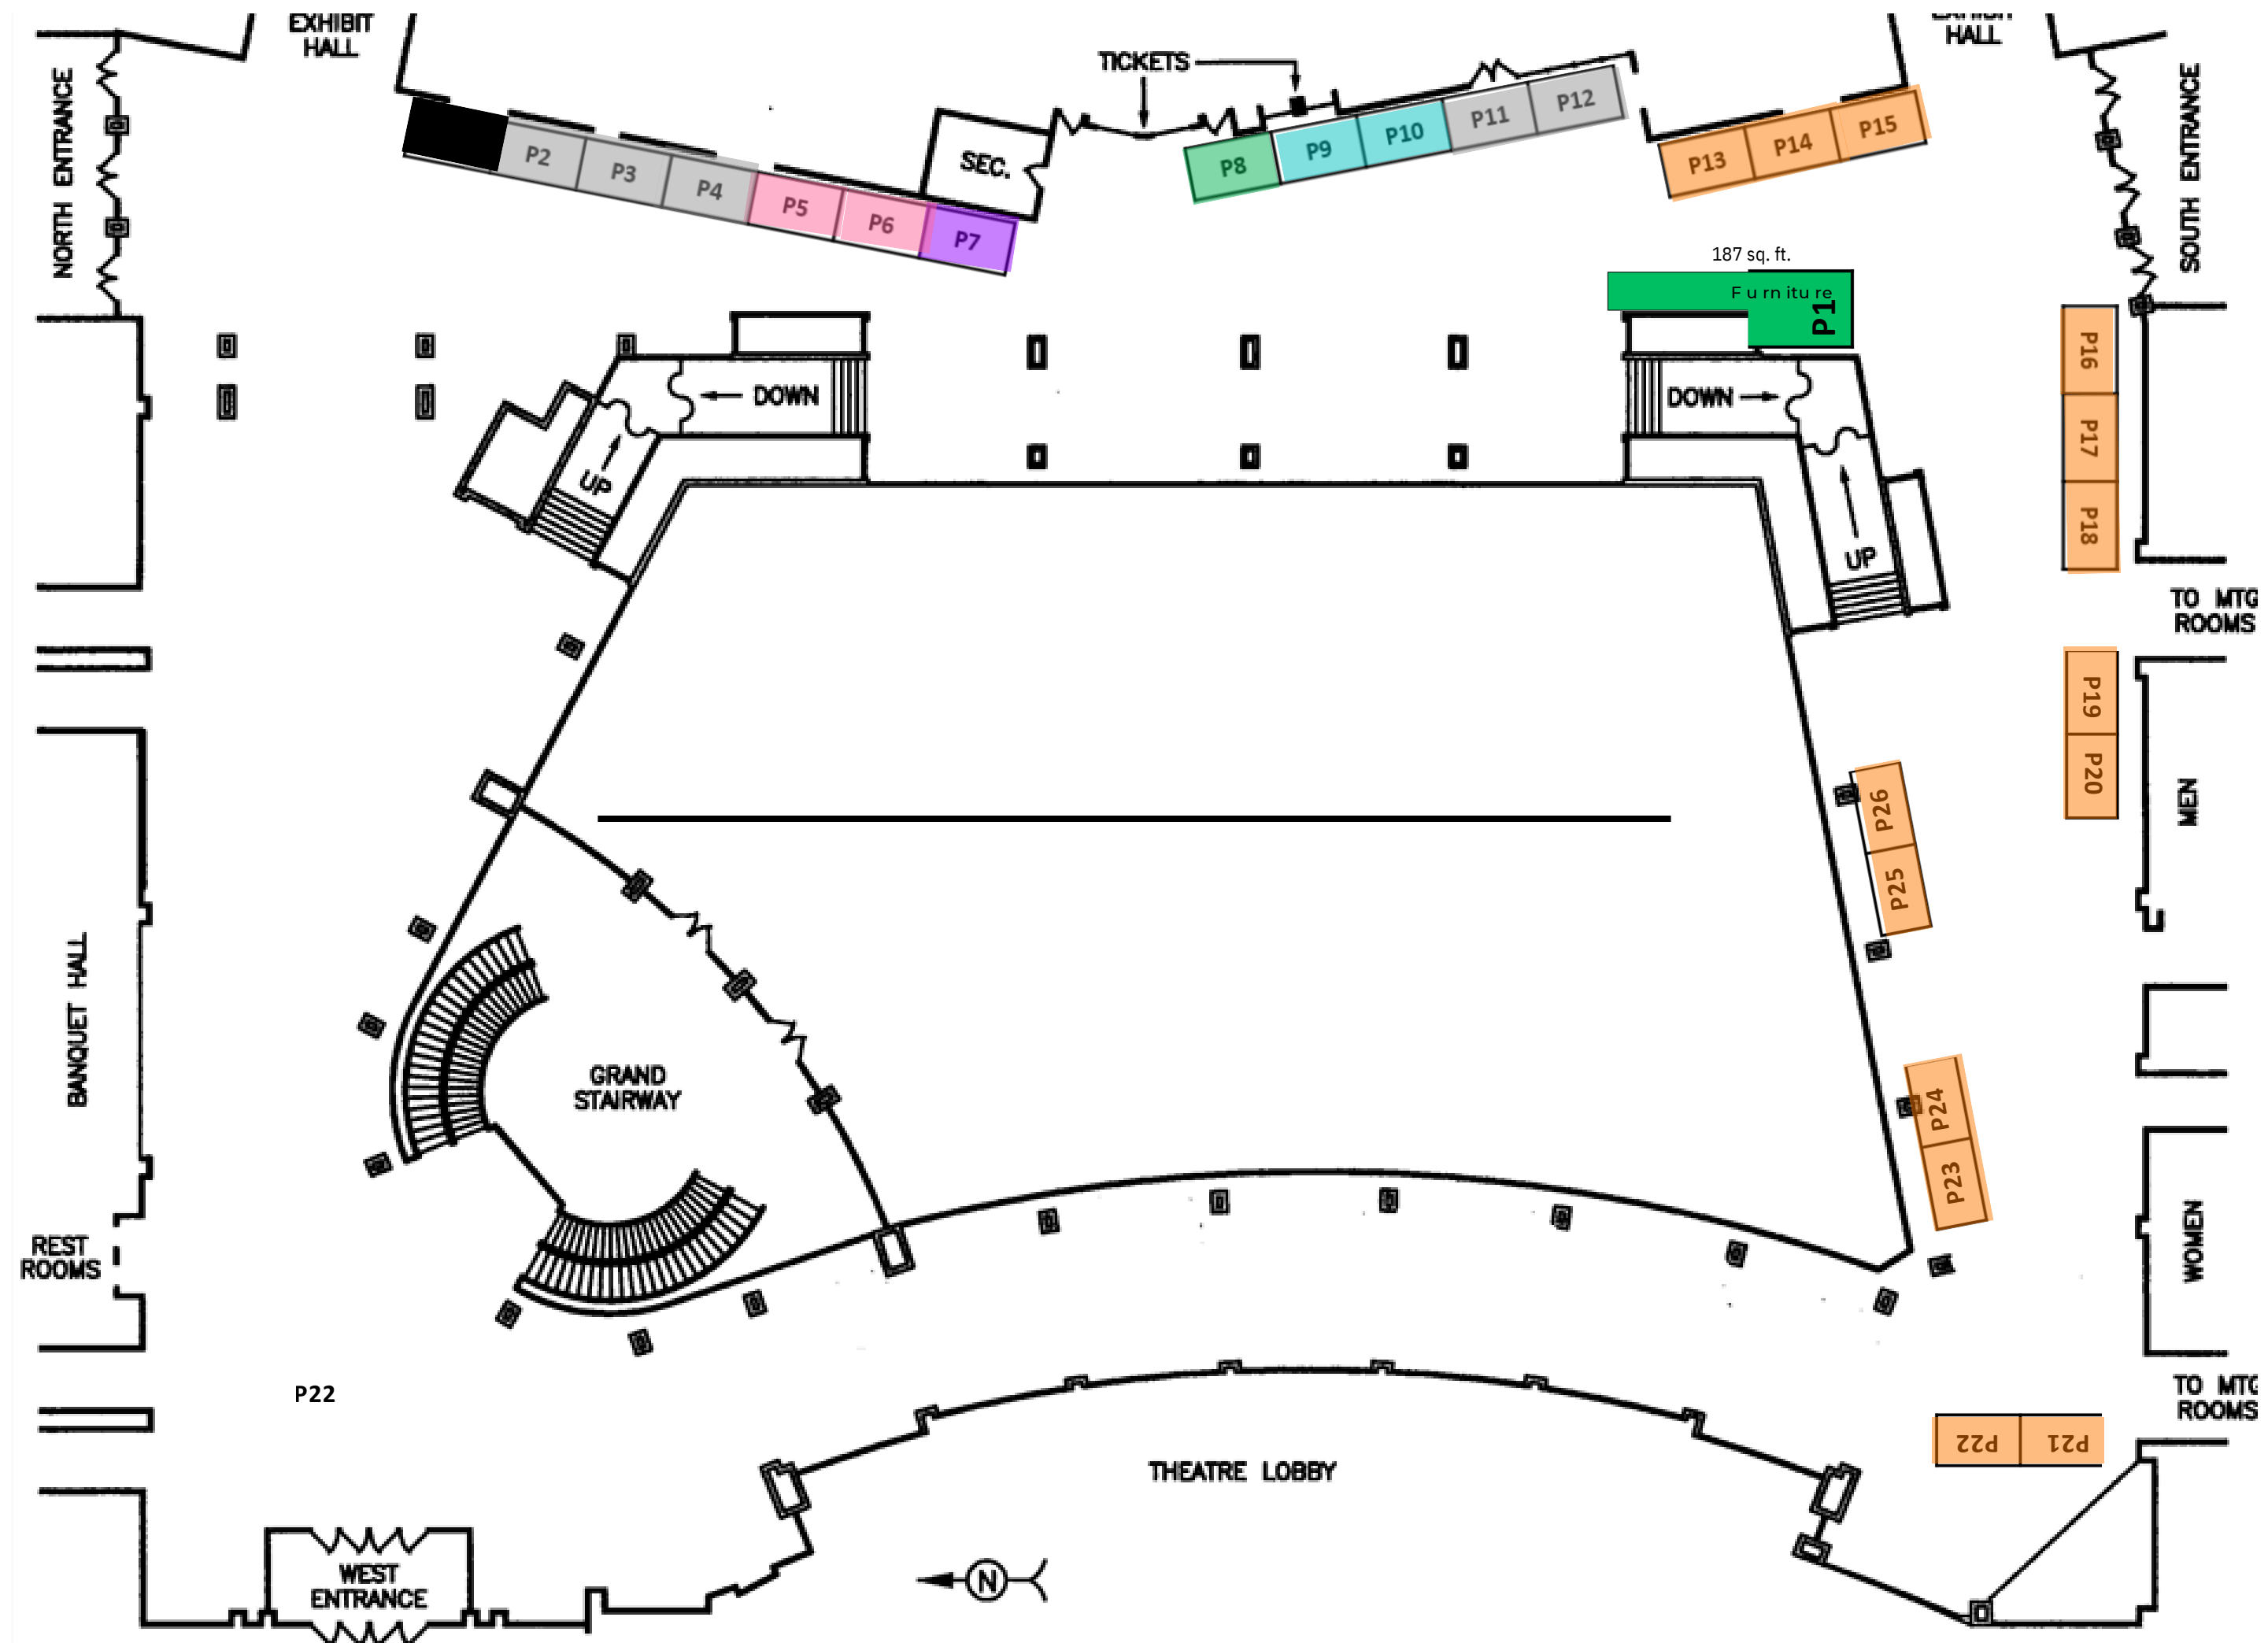 EXHIBIT
HALL
TICKETS
HALL
NORTH ENTRANCE
SOUTH ENTRANCE
SEC.
P2
P3
P4
P5
P6
P7
P8
P9
P10
P11
P12
P13
P14
P15
187 sq. ft.
Furniture
P1
P16
P17
P18
DOWN
DOWN
UP
UP
TO MTG
ROOMS
P19
P20
MEN
P26
P25
BANQUET HALL
GRAND
STAIRWAY
P24
P23
WOMEN
REST
ROOMS
P22
TO MTG
ROOMS
P22
P21
THEATRE LOBBY
WEST
ENTRANCE
N